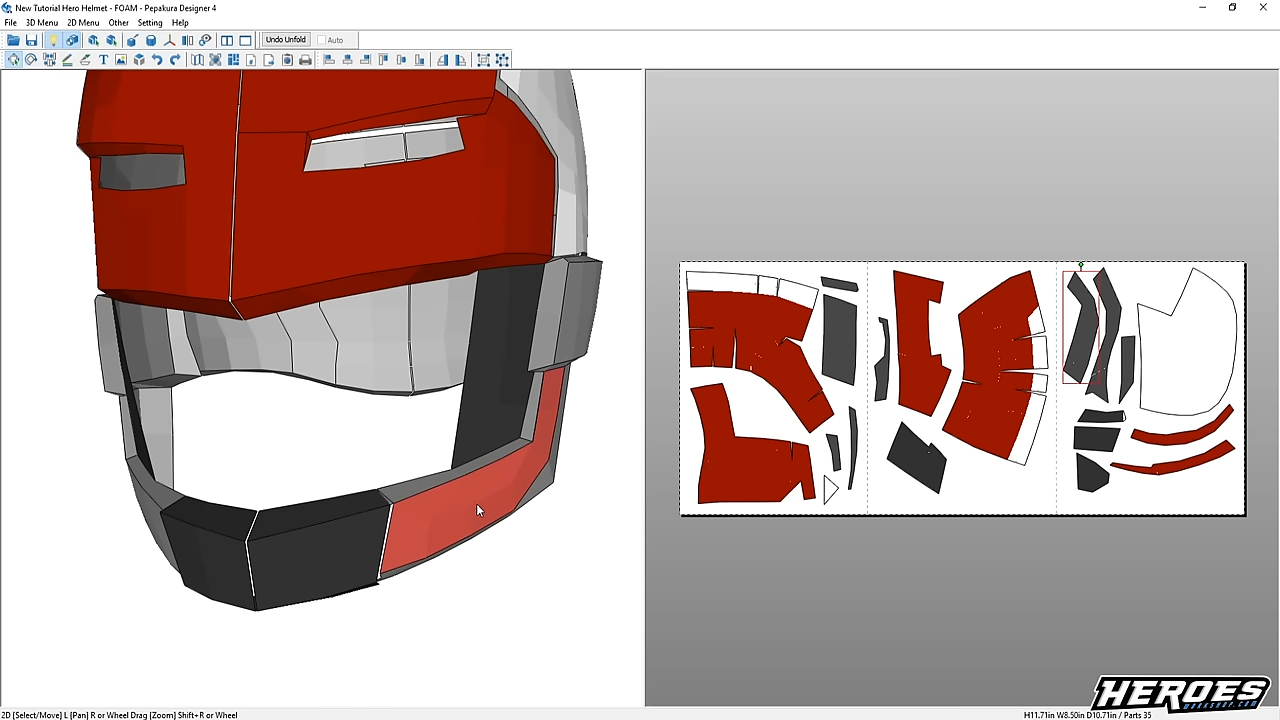 New Tutorial Hero Helmet - FOAM - Pepakura Designer 4
File 3D Menu 2D Menu Other Setting Help
Undo Unfold Auto
HEROES
WORKSHOP.COM
2D [Select/Move] L [Pan] R or Wheel Drag [Zoom] Shift+R or Wheel
H11.71in W8.50in D10.71in / Parts 35